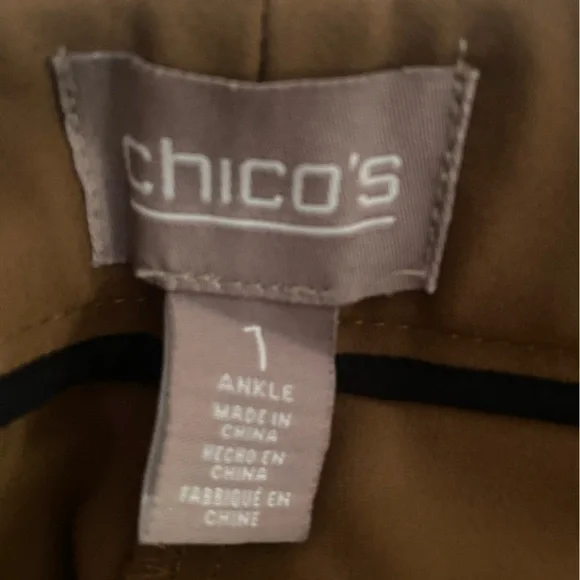 chico's
1
ANKLE
MADE IN
CHINA
HECHO EN
CHINA
FABRIQUÉ EN
CHINE